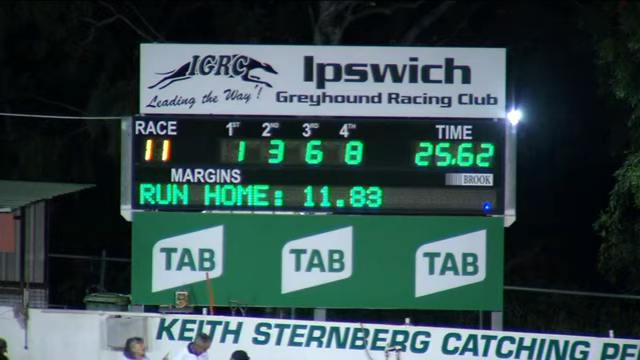 IGRC
Leading the Way'!
Ipswich
Greyhound Racing Club
RACE 1ST 2ND 3RD 4TH TIME
11 1 3 6 8 25.62
MARGINS BROOK
RUN HOME: 11.83
TAB TAB TAB
KEITH STERNBERG CATCHING PE